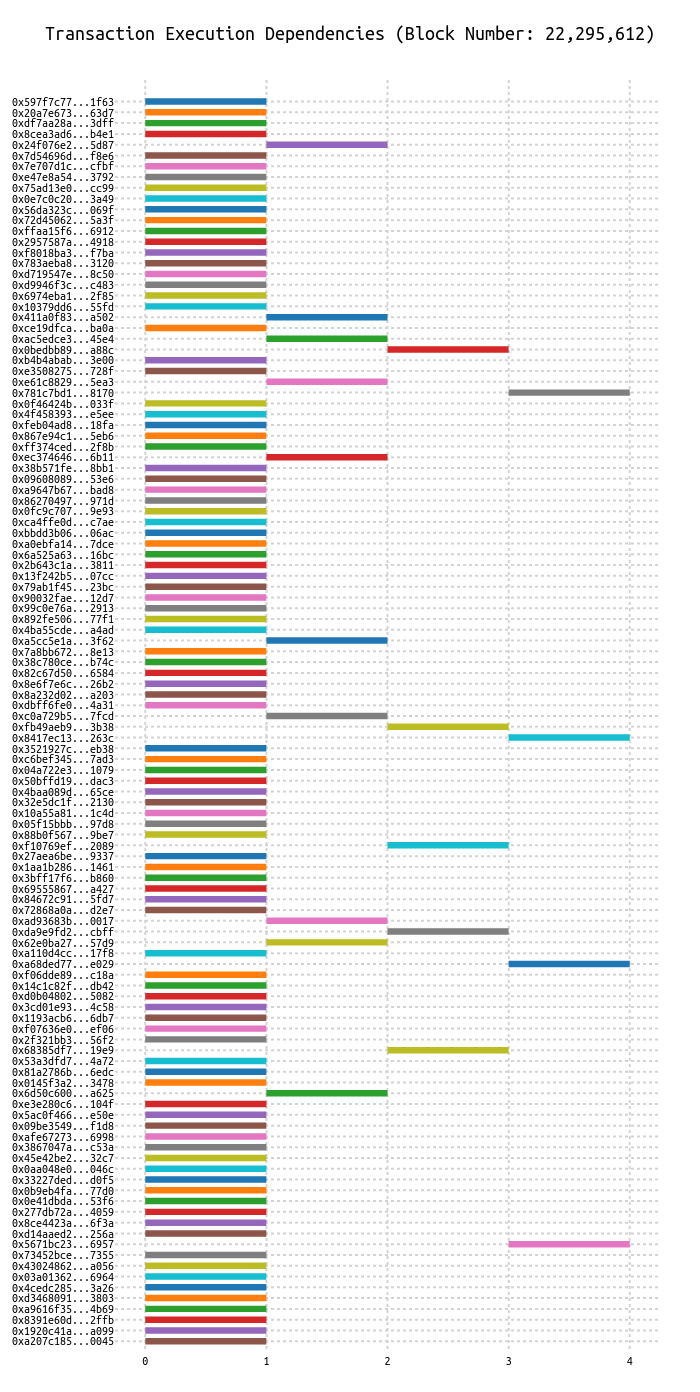 Transaction Execution Dependencies (Block Number: 22,295,612)
0x597f7c77...1f63
0x20a7e673...63d7
0xdf7aa28a...3dff
0x8cea3ad6...b4e1
0x24f076e2...5d87
0x7d54696d...f8e6
0x7e707d1c...cfbf
0xe47e8a54...3792
0x75ad13e0...cc99
0x0e7c0c20...3a49
0x56da323c...069f
0x72d45062...5a3f
0xffaa15f6...6912
0x2957587a...4918
0xf8018ba3...f7ba
0x783aeba8...3120
0xd719547e...8c50
0xd9946f3c...c483
0x6974eba1...2f85
0x10379dd6...55fd
0x411a0f83...a502
0xce19dfca...ba0a
0xac5edce3...45e4
0x0bedbb89...a88c
0xb4b4abab...3e00
0xe3508275...728f
0xe61c8829...5ea3
0x781c7bd1...8170
0x0f46424b...033f
0x4f458393...e5ee
0xfeb04ad8...18fa
0x867e94c1...5eb6
0xff374ced...2f8b
0xec374646...6b11
0x38b571fe...8bb1
0x09608089...53e6
0xa9647b67...bad8
0x86270497...971d
0x0fc9c707...9e93
0xca4ffe0d...c7ae
0xbbdd3b06...06ac
0xa0ebfa14...7dce
0x6a525a63...16bc
0x2b643c1a...3811
0x13f242b5...07cc
0x79ab1f45...23bc
0x90032fae...12d7
0x99c0e76a...2913
0x892fe506...77f1
0x4ba55cde...a4ad
0xa5cc5e1a...3f62
0x7a8bb672...8e13
0x38c780ce...b74c
0x82c67d50...6584
0x8e6f7e6c...26b2
0x8a232d02...a203
0xdbff6fe0...4a31
0xc0a729b5...7fcd
0xfb49aeb9...3b38
0x8417ec13...263c
0x3521927c...eb38
0xc6bef345...7ad3
0x04a722e3...1079
0x50bffd19...dac3
0x4baa089d...65ce
0x32e5dc1f...2130
0x10a55a81...1c4d
0x05f15bbb...97d8
0x88b0f567...9be7
0xf10769ef...2089
0x27aea6be...9337
0x1aa1b286...1461
0x3bff17f6...b860
0x69555867...a427
0x84672c91...5fd7
0x72868a0a...d2e7
0xad93683b...0017
0xda9e9fd2...cbff
0x62e0ba27...57d9
0xa110d4cc...17f8
0xa68ded77...e029
0xf06dde89...c18a
0x14c1c82f...db42
0xd0b04802...5082
0x3cd01e93...4c58
0x1193acb6...6db7
0xf07636e0...ef06
0x2f321bb3...56f2
0x68385df7...19e9
0x53a3dfd7...4a72
0x81a2786b...6edc
0x0145f3a2...3478
0x6d50c600...a625
0xe3e280c6...104f
0x5ac0f466...e50e
0x09be3549...f1d8
0xafe67273...6998
0x3867047a...c53a
0x45e42be2...32c7
0x0aa048e0...046c
0x33227ded...d0f5
0x0b9eb4fa...77d0
0x0e41dbda...53f6
0x277db72a...4059
0x8ce4423a...6f3a
0xd14aaed2...256a
0x5671bc23...6957
0x73452bce...7355
0x43024862...a056
0x03a01362...6964
0x4cedc285...3a26
0xd3468091...3803
0xa9616f35...4b69
0x8391e60d...2ffb
0x1920c41a...a099
0xa207c185...0045
0 1 2 3 4